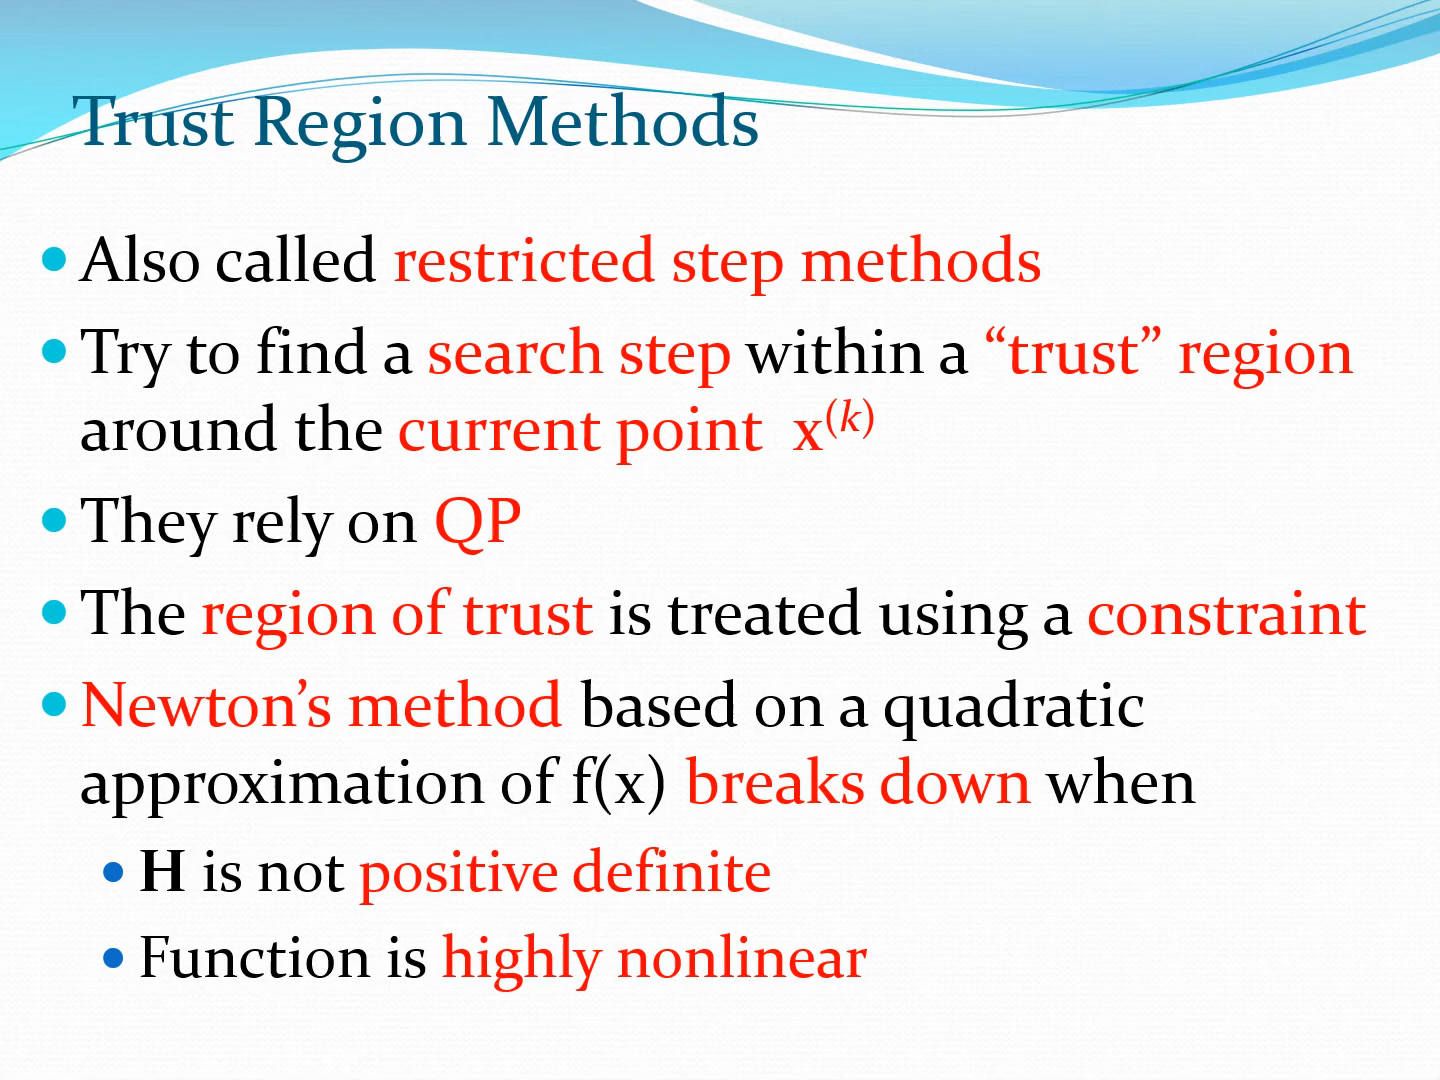 Trust Region Methods
• Also called restricted step methods
• Try to find a search step within a “trust” region
around the current point x⁽ᵏ⁾
• They rely on QP
• The region of trust is treated using a constraint
• Newton’s method based on a quadratic
approximation of f(x) breaks down when
• H is not positive definite
• Function is highly nonlinear